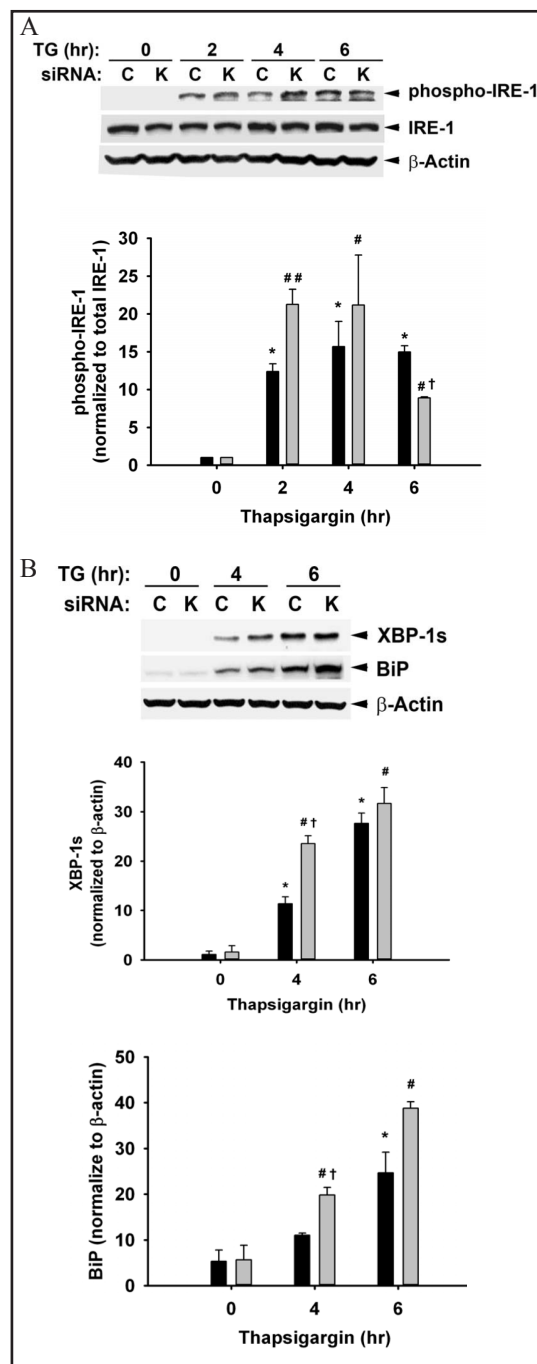 A
TG (hr): 0 2 4 6
siRNA: C K C K C K C K
phospho-IRE-1
IRE-1
β-Actin
phospho-IRE-1
(normalized to total IRE-1)
30
25
20
15
10
5
0
* ## * # * #†
0 2 4 6
Thapsigargin (hr)
B
TG (hr): 0 4 6
siRNA: C K C K C K
XBP-1s
BiP
β-Actin
XBP-1s
(normalized to β-actin)
40
30
20
10
0
* #† * #
0 4 6
Thapsigargin (hr)
BiP (normalize to β-actin)
50
40
30
20
10
0
#† * #
0 4 6
Thapsigargin (hr)